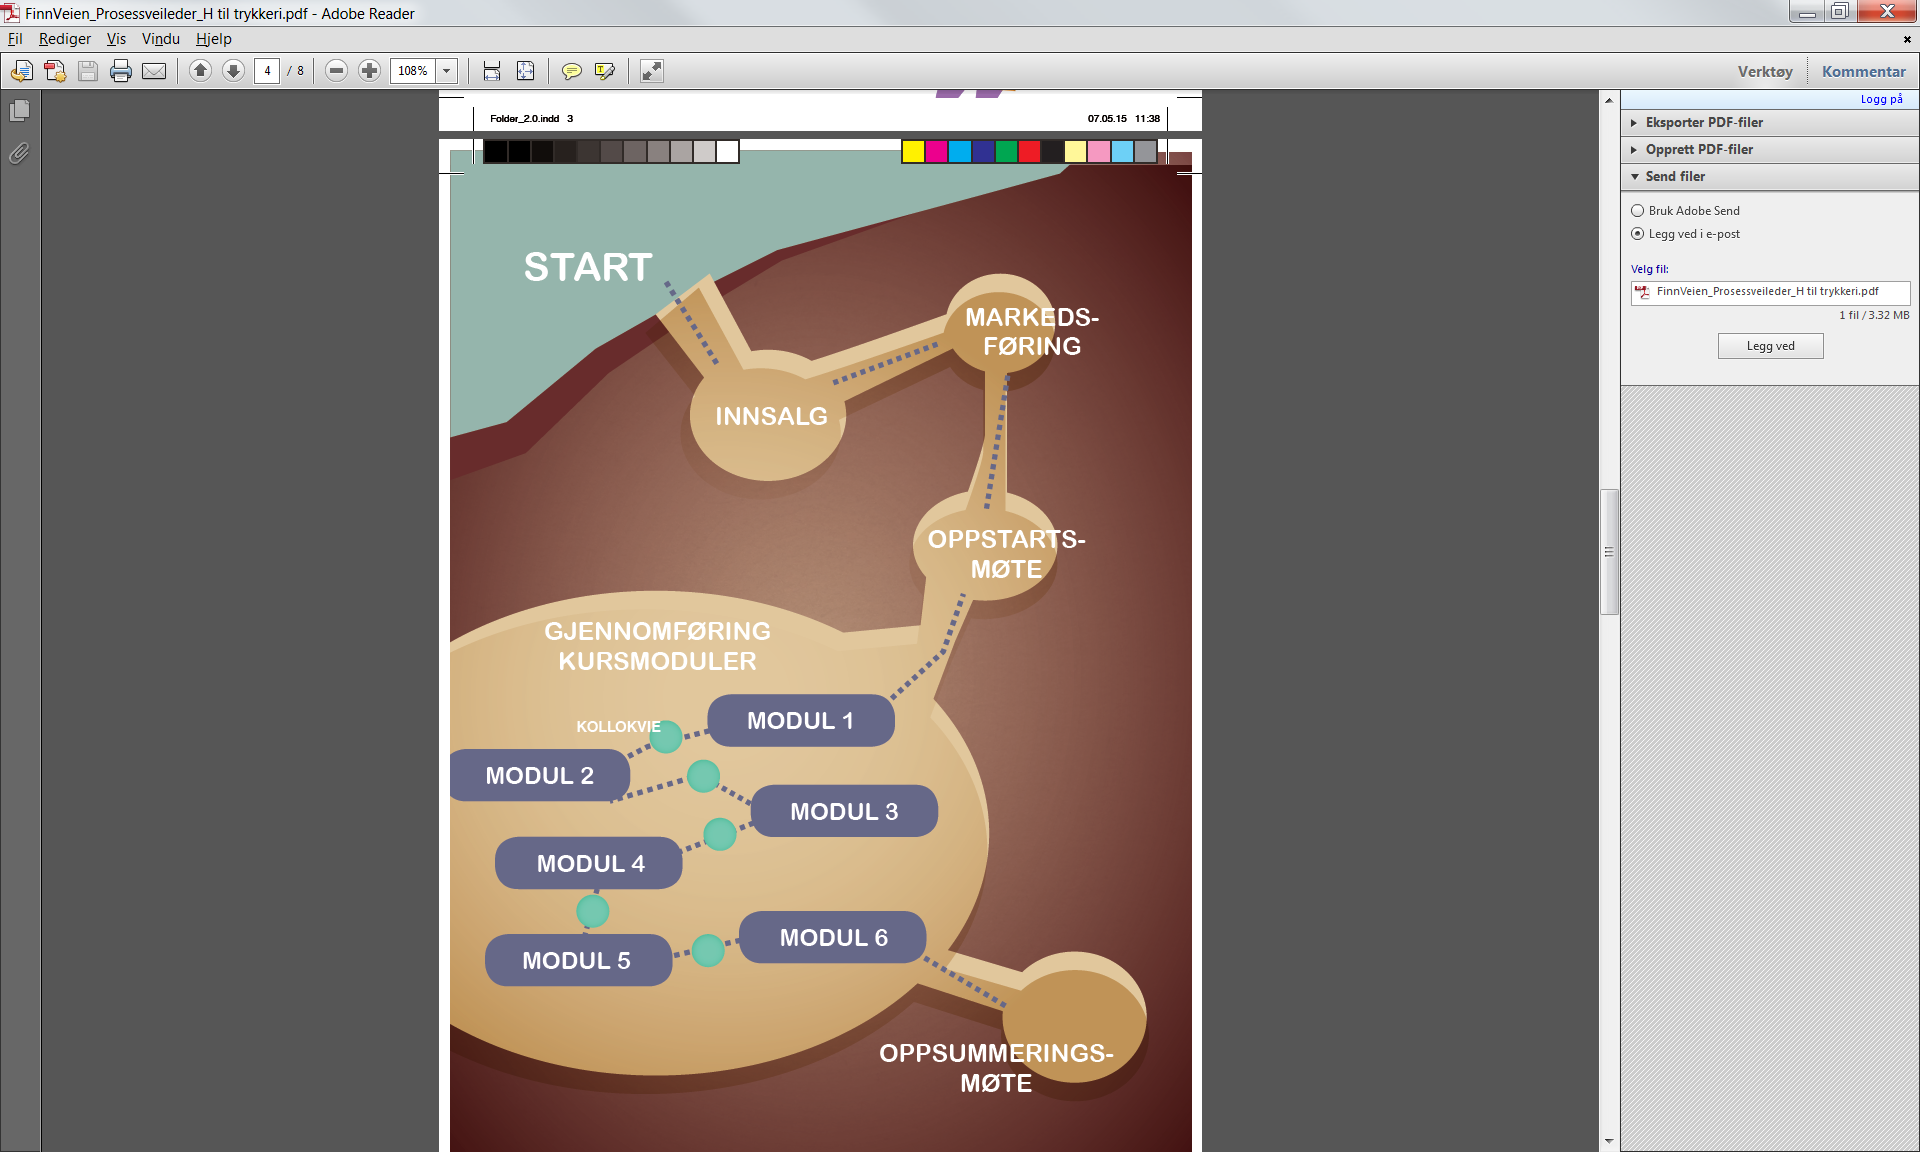 FinnVeien_Prosessveileder_H til trykkeri.pdf - Adobe Reader
Fil Rediger Vis Vindu Hjelp
4 / 8 108% Verktøy Kommentar
Logg på
Eksporter PDF-filer
Opprett PDF-filer
Send filer
Bruk Adobe Send
Legg ved i e-post
Velg fil:
FinnVeien_Prosessveileder_H til trykkeri.pdf
1 fil / 3.32 MB
Legg ved
Folder_2.0.indd 3 07.05.15 11:38
START
MARKEDS-
FØRING
INNSALG
OPPSTARTS-
MØTE
GJENNOMFØRING
KURSMODULER
MODUL 1
KOLLOKVIE
MODUL 2
MODUL 3
MODUL 4
MODUL 6
MODUL 5
OPPSUMMERINGS-
MØTE